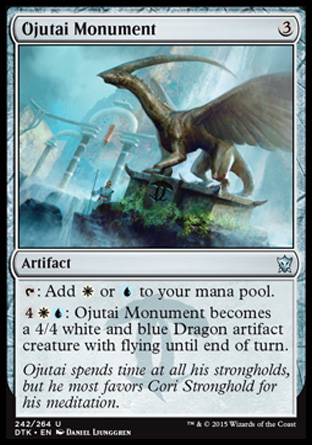 Ojutai Monument 3
Artifact
: Add or to your mana pool.
4 : Ojutai Monument becomes
a 4/4 white and blue Dragon artifact
creature with flying until end of turn.
Ojutai spends time at all his strongholds,
but he most favors Cori Stronghold for
his meditation.
242/264 U
DTK • EN Daniel Ljunggren
™ & © 2015 Wizards of the Coast